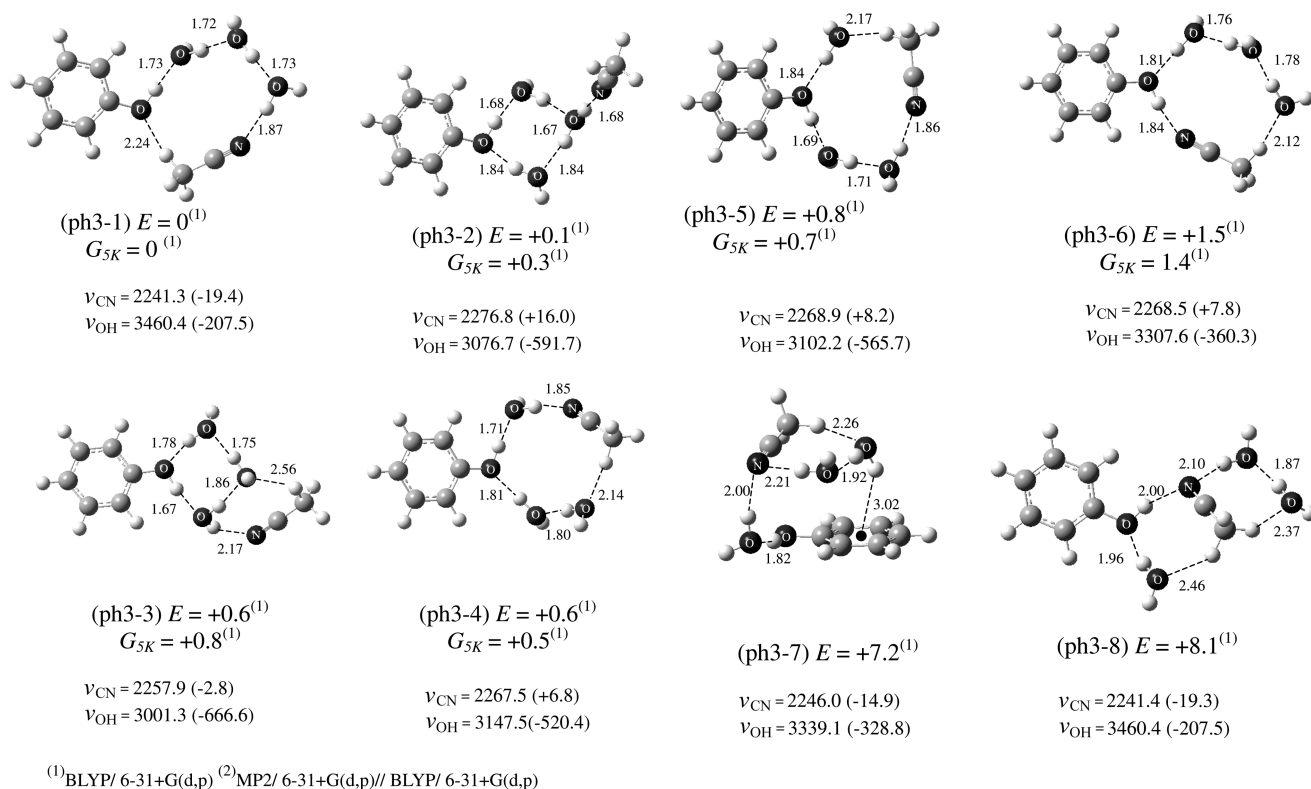 1.72
1.73
1.73
1.87
2.24
O
O
O
O
N
(ph3-1) E = 0(1)
G5K = 0 (1)
νCN = 2241.3 (-19.4)
νOH = 3460.4 (-207.5)
1.68
1.67
1.68
1.84
1.84
O
O
O
O
N
(ph3-2) E = +0.1(1)
G5K = +0.3(1)
νCN = 2276.8 (+16.0)
νOH = 3076.7 (-591.7)
2.17
1.84
1.86
1.69
1.71
O
O
O
O
N
(ph3-5) E = +0.8(1)
G5K = +0.7(1)
νCN = 2268.9 (+8.2)
νOH = 3102.2 (-565.7)
1.76
1.81
1.78
1.84
2.12
O
O
O
O
N
(ph3-6) E = +1.5(1)
G5K = 1.4(1)
νCN = 2268.5 (+7.8)
νOH = 3307.6 (-360.3)
1.78
1.75
1.86
2.56
1.67
2.17
O
O
O
N
(ph3-3) E = +0.6(1)
G5K = +0.8(1)
νCN = 2257.9 (-2.8)
νOH = 3001.3 (-666.6)
1.85
1.71
1.81
2.14
1.80
O
O
O
O
N
(ph3-4) E = +0.6(1)
G5K = +0.5(1)
νCN = 2267.5 (+6.8)
νOH = 3147.5(-520.4)
2.26
2.21
1.92
2.00
3.02
1.82
N
O
O
O
O
(ph3-7) E = +7.2(1)
νCN = 2246.0 (-14.9)
νOH = 3339.1 (-328.8)
2.10
1.87
2.00
2.37
1.96
2.46
O
O
O
O
N
(ph3-8) E = +8.1(1)
νCN = 2241.4 (-19.3)
νOH = 3460.4 (-207.5)
(1)BLYP/ 6-31+G(d,p) (2)MP2/ 6-31+G(d,p)// BLYP/ 6-31+G(d,p)